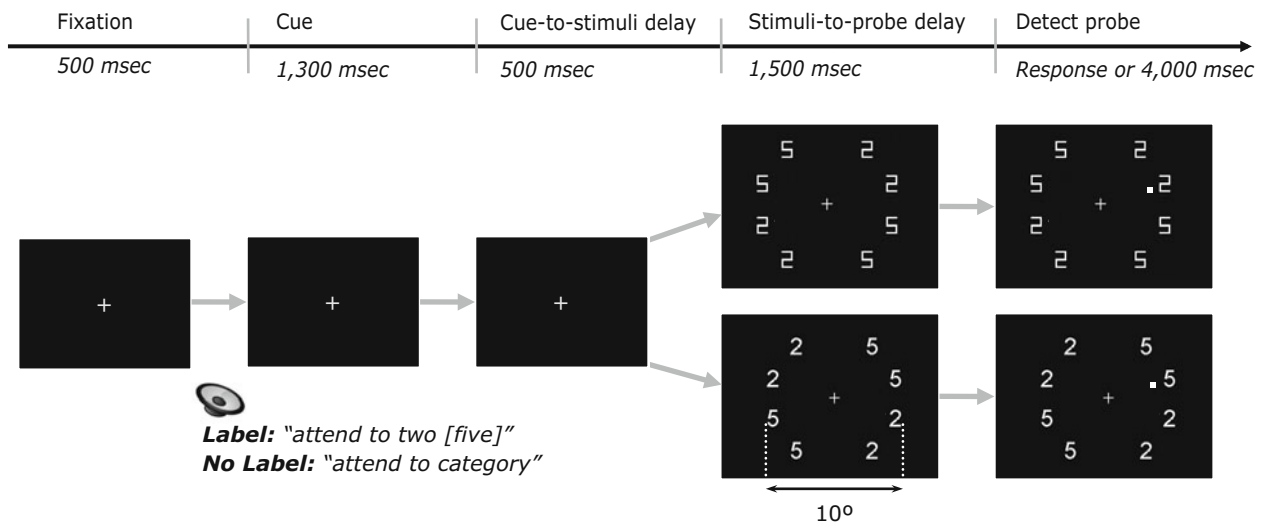 Fixation Cue Cue-to-stimuli delay Stimuli-to-probe delay Detect probe
500 msec 1,300 msec 500 msec 1,500 msec Response or 4,000 msec
5 2 5 2
5 2 5 2
+ +
2 5 2 5
2 5 2 5
+ + +
2 5 2 5
2 5 2 5
+ +
5 2 5 2
5 2 5 2
Label: “attend to two [five]”
No Label: “attend to category”
10º